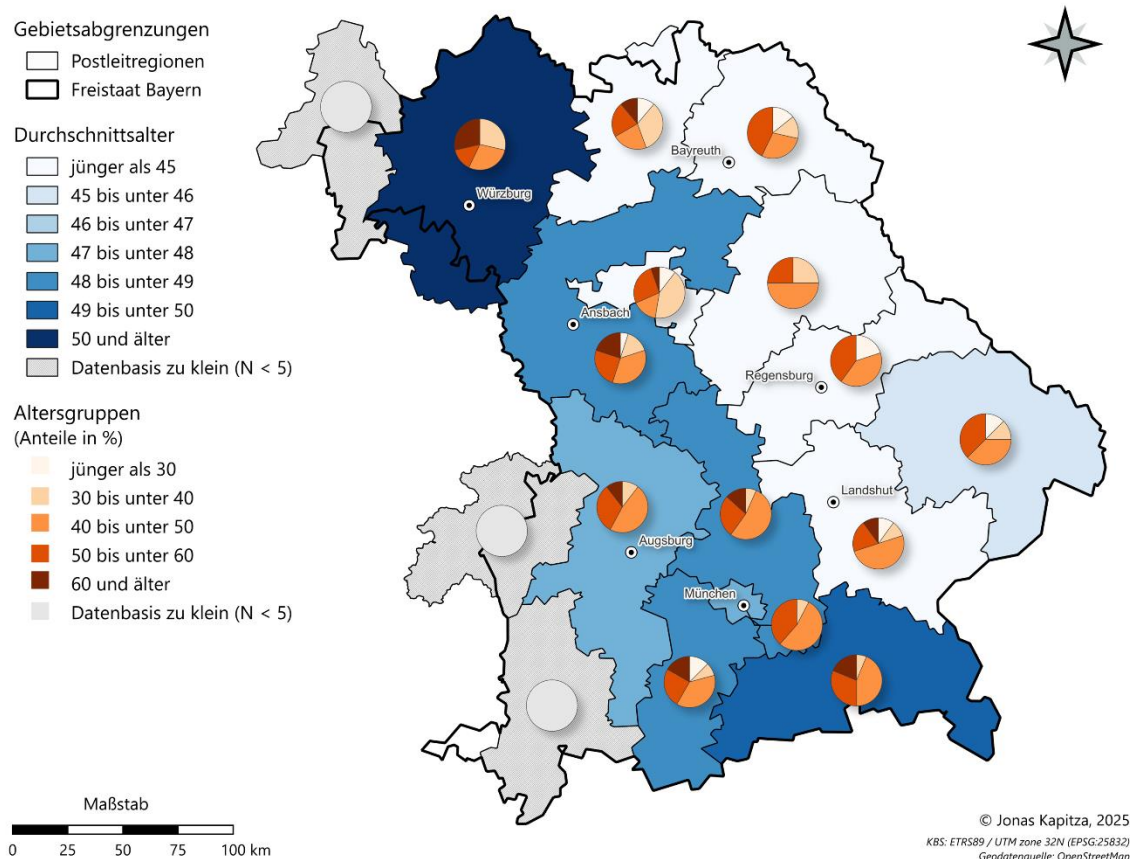 Gebietsabgrenzungen
Postleitregionen
Freistaat Bayern
Durchschnittsalter
jünger als 45
45 bis unter 46
46 bis unter 47
47 bis unter 48
48 bis unter 49
49 bis unter 50
50 und älter
Datenbasis zu klein (N < 5)
Altersgruppen
(Anteile in %)
jünger als 30
30 bis unter 40
40 bis unter 50
50 bis unter 60
60 und älter
Datenbasis zu klein (N < 5)
Bayreuth
Würzburg
Ansbach
Regensburg
Landshut
Augsburg
München
Maßstab
0 25 50 75 100 km
© Jonas Kapitza, 2025
KBS: ETRS89 / UTM zone 32N (EPSG:25832)
Geodatenquelle: OpenStreetMap